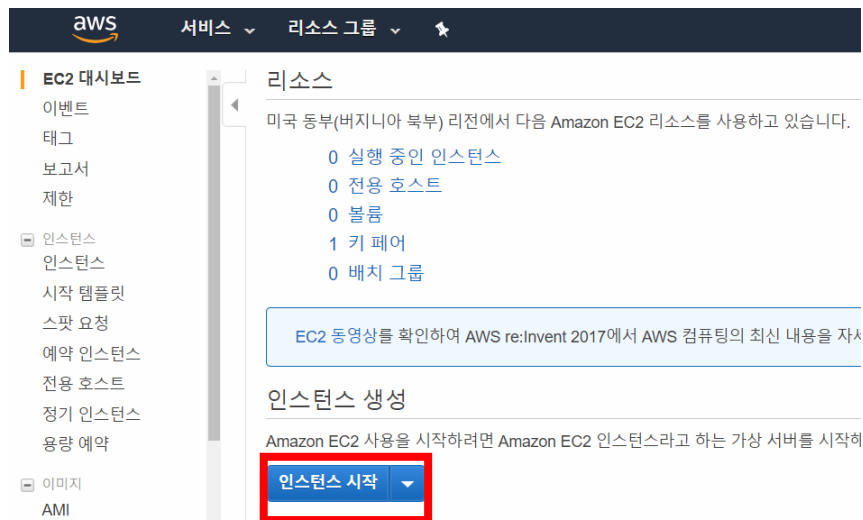 aws 서비스 리소스 그룹
EC2 대시보드
이벤트
태그
보고서
제한
인스턴스
인스턴스
시작 템플릿
스팟 요청
예약 인스턴스
전용 호스트
정기 인스턴스
용량 예약
이미지
AMI
리소스
미국 동부(버지니아 북부) 리전에서 다음 Amazon EC2 리소스를 사용하고 있습니다.
0 실행 중인 인스턴스
0 전용 호스트
0 볼륨
1 키 페어
0 배치 그룹
EC2 동영상를 확인하여 AWS re:Invent 2017에서 AWS 컴퓨팅의 최신 내용을 자세
인스턴스 생성
Amazon EC2 사용을 시작하려면 Amazon EC2 인스턴스라고 하는 가상 서버를 시작해
인스턴스 시작